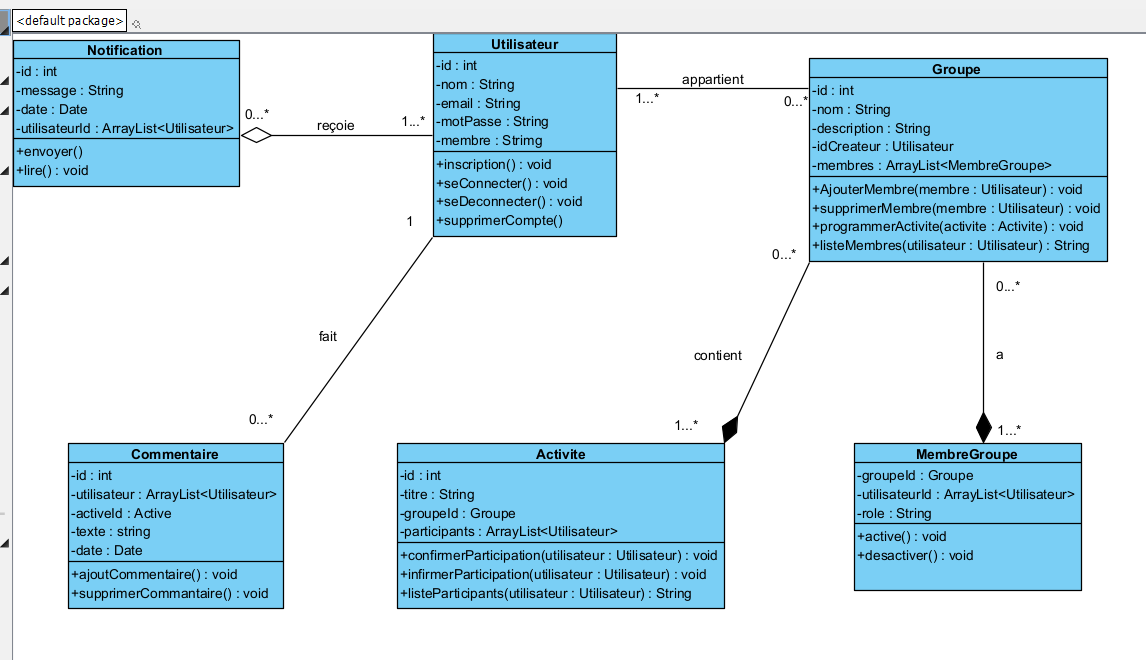 <default package>
Notification
-id : int
-message : String
-date : Date
-utilisateurId : ArrayList<Utilisateur>
+envoyer()
+lire() : void
0...*
reçoie
1...*
Utilisateur
-id : int
-nom : String
-email : String
-motPasse : String
-membre : Strimg
+inscription() : void
+seConnecter() : void
+seDeconnecter() : void
+supprimerCompte()
appartient
1...*
0...*
Groupe
-id : int
-nom : String
-description : String
-idCreateur : Utilisateur
-membres : ArrayList<MembreGroupe>
+AjouterMembre(membre : Utilisateur) : void
+supprimerMembre(membre : Utilisateur) : void
+programmerActivite(activite : Activite) : void
+listeMembres(utilisateur : Utilisateur) : String
1
fait
0...*
0...*
contient
1...*
0...*
a
1...*
Commentaire
-id : int
-utilisateur : ArrayList<Utilisateur>
-activeId : Active
-texte : string
-date : Date
+ajoutCommentaire() : void
+supprimerCommantaire() : void
Activite
-id : int
-titre : String
-groupeId : Groupe
-participants : ArrayList<Utilisateur>
+confirmerParticipation(utilisateur : Utilisateur) : void
+infirmerParticipation(utilisateur : Utilisateur) : void
+listeParticipants(utilisateur : Utilisateur) : String
MembreGroupe
-groupeId : Groupe
-utilisateurId : ArrayList<Utilisateur>
-role : String
+active() : void
+desactiver() : void